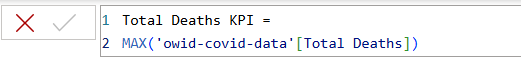 1 Total Deaths KPI =
2 MAX('owid-covid-data'[Total Deaths])